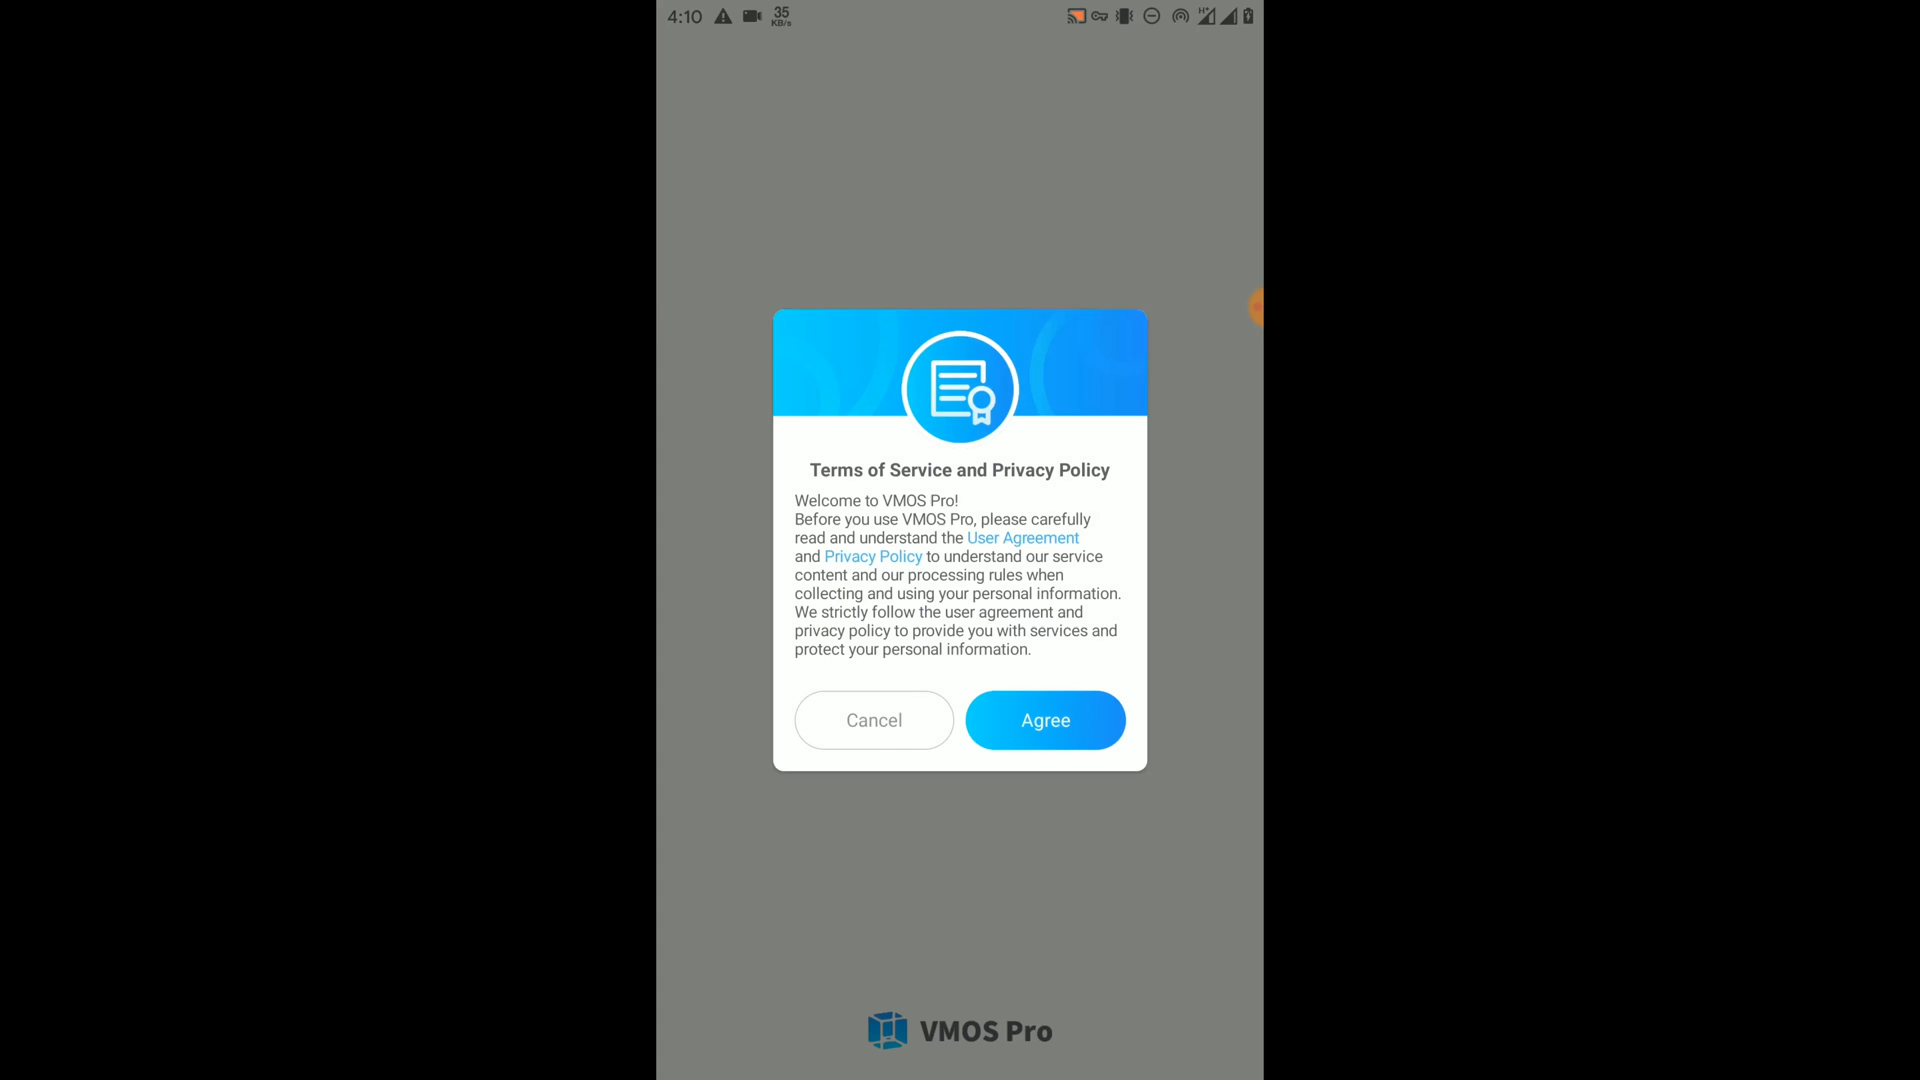 4:10 35 KB/s H+
Terms of Service and Privacy Policy
Welcome to VMOS Pro!
Before you use VMOS Pro, please carefully
read and understand the User Agreement
and Privacy Policy to understand our service
content and our processing rules when
collecting and using your personal information.
We strictly follow the user agreement and
privacy policy to provide you with services and
protect your personal information.
Cancel Agree
VMOS Pro